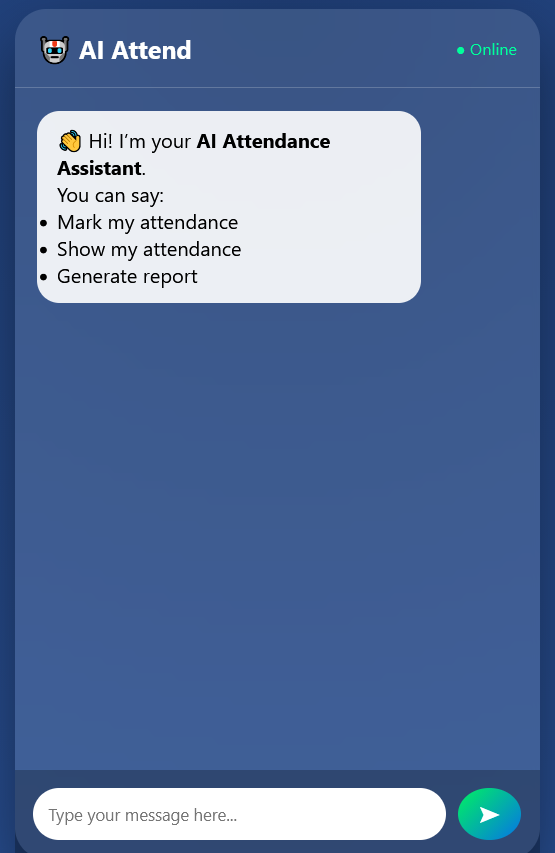 AI Attend
● Online
👋 Hi! I’m your AI Attendance
Assistant.
You can say:
• Mark my attendance
• Show my attendance
• Generate report
Type your message here...